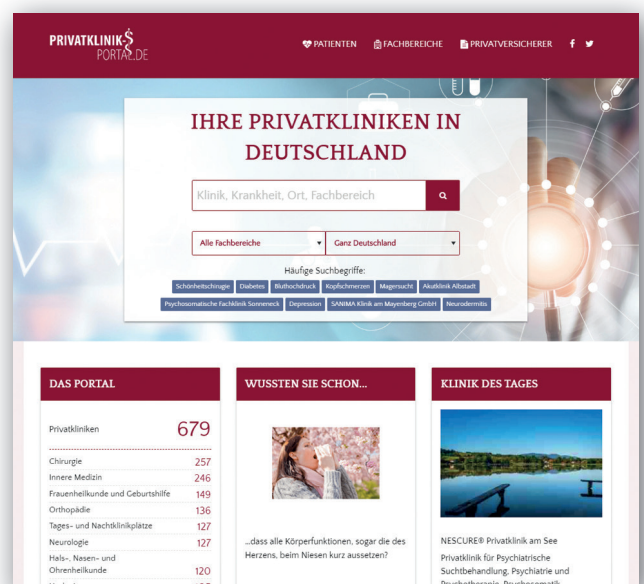 PRIVATKLINIK-
PORTAL.DE
PATIENTEN FACHBEREICHE PRIVATVERSICHERER
IHRE PRIVATKLINIKEN IN
DEUTSCHLAND
Klinik, Krankheit, Ort, Fachbereich
Alle Fachbereiche Ganz Deutschland
Häufige Suchbegriffe:
Schönheitschirugie Diabetes Bluthochdruck Kopfschmerzen Magersucht Akutklinik Albstadt
Psychosomatische Fachklinik Sonneneck Depression SANIMA Klinik am Mayenberg GmbH Neurodermitis
DAS PORTAL
Privatkliniken 679
Chirurgie 257
Innere Medizin 246
Frauenheilkunde und Geburtshilfe 149
Orthopädie 136
Tages- und Nachtklinikplätze 127
Neurologie 127
Hals-, Nasen- und
Ohrenheilkunde 120
WUSSTEN SIE SCHON...
...dass alle Körperfunktionen, sogar die des
Herzens, beim Niesen kurz aussetzen?
KLINIK DES TAGES
NESCURE® Privatklinik am See
Privatklinik für Psychiatrische
Suchtbehandlung, Psychiatrie und
Psychotherapie, Psychosomatik